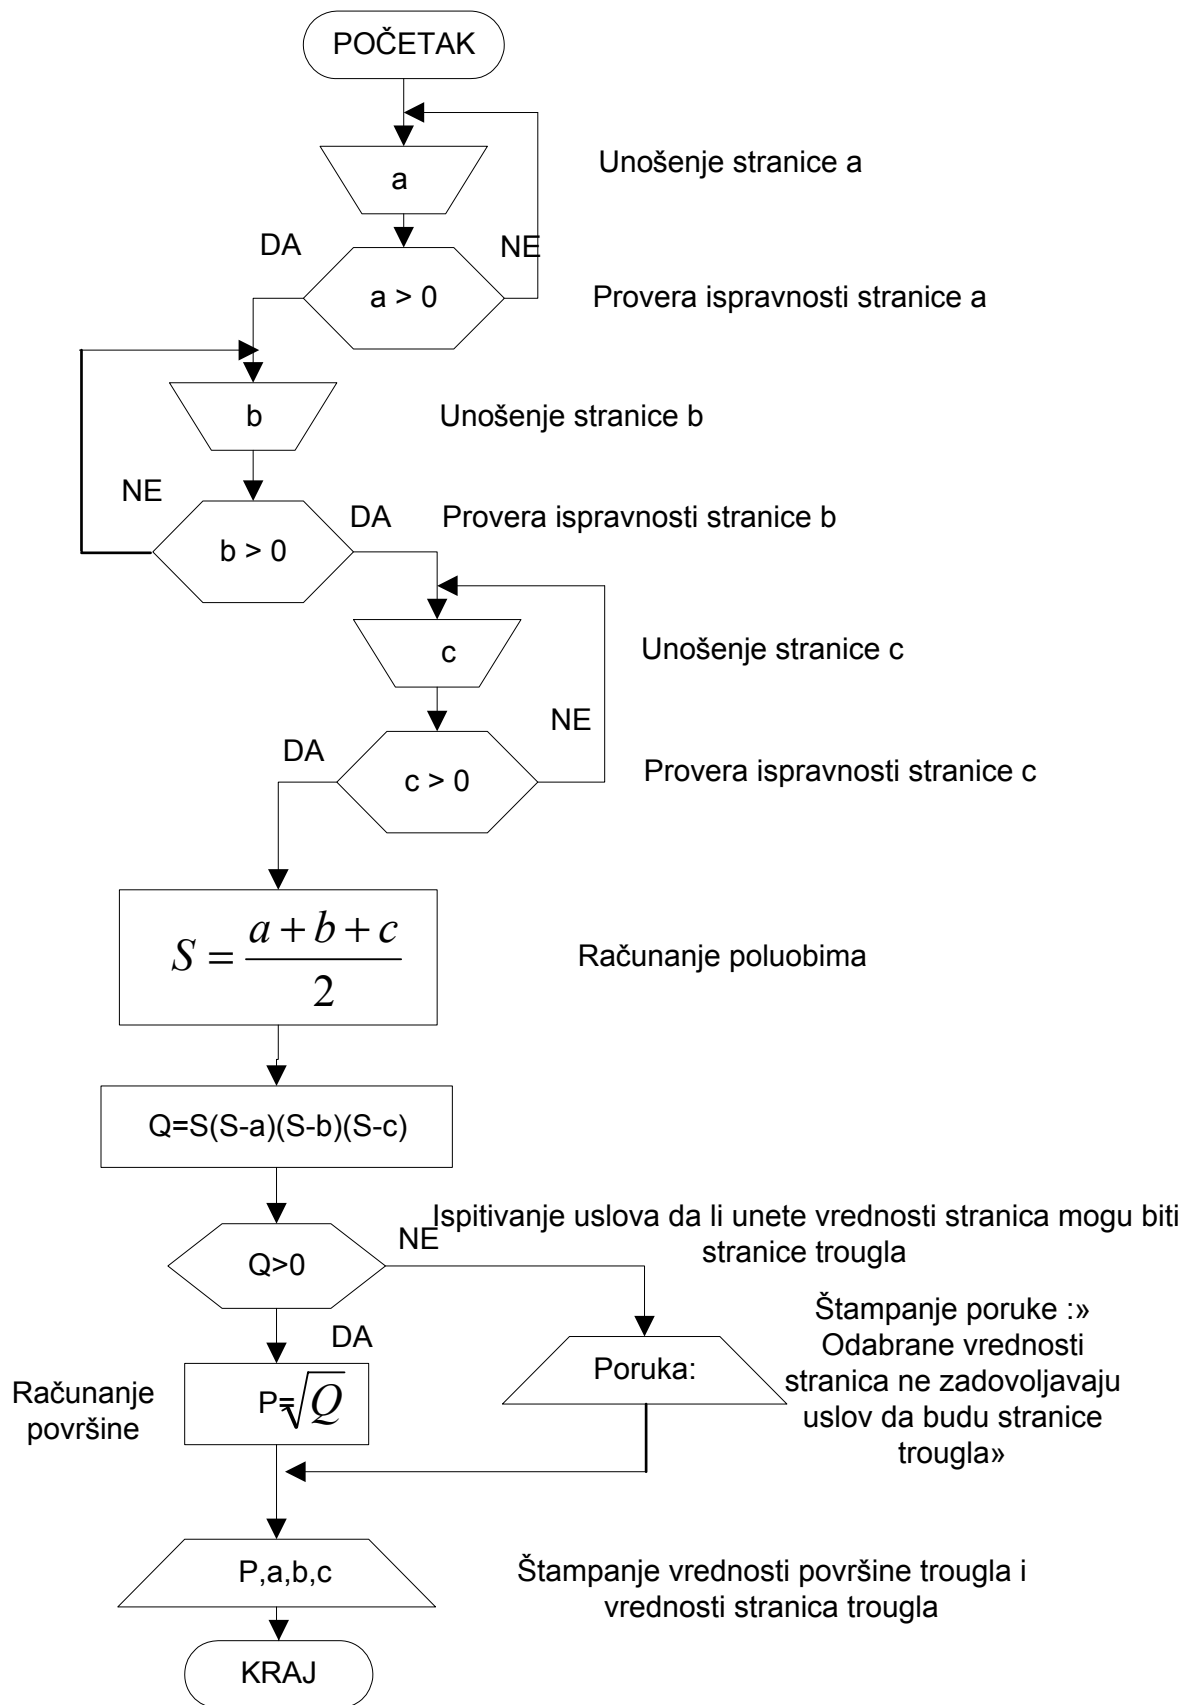 POČETAK
a
Unošenje stranice a
DA
NE
a > 0
Provera ispravnosti stranice a
b
Unošenje stranice b
NE
DA
Provera ispravnosti stranice b
b > 0
c
Unošenje stranice c
NE
DA
c > 0
Provera ispravnosti stranice c
S = \frac{a + b + c}{2}
Računanje poluobima
Q=S(S-a)(S-b)(S-c)
Ispitivanje uslova da li unete vrednosti stranica mogu biti
stranice trougla
NE
Q>0
DA
Štampanje poruke :»
Odabrane vrednosti
stranica ne zadovoljavaju
uslov da budu stranice
trougla»
Poruka:
Računanje
površine
P=√Q
P,a,b,c
Štampanje vrednosti površine trougla i
vrednosti stranica trougla
KRAJ